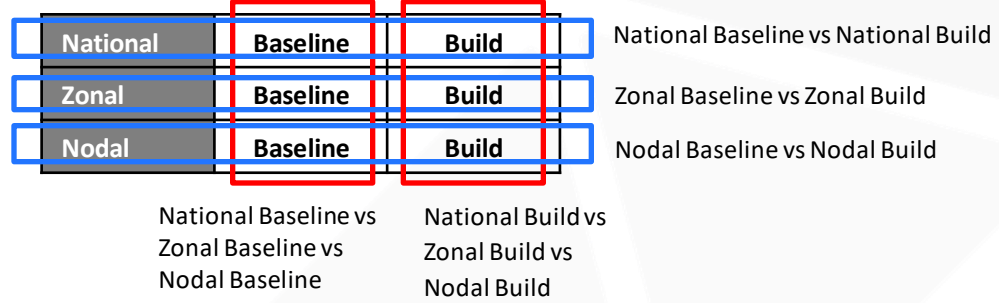 National Baseline Build National Baseline vs National Build
Zonal Baseline Build Zonal Baseline vs Zonal Build
Nodal Baseline Build Nodal Baseline vs Nodal Build
National Baseline vs
Zonal Baseline vs
Nodal Baseline
National Build vs
Zonal Build vs
Nodal Build